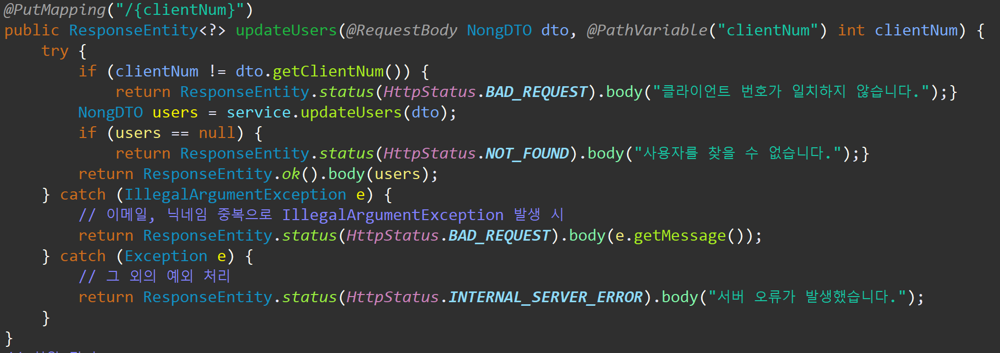 @PutMapping("/{clientNum}")
public ResponseEntity<?> updateUsers(@RequestBody NongDTO dto, @PathVariable("clientNum") int clientNum) {
    try {
        if (clientNum != dto.getClientNum()) {
            return ResponseEntity.status(HttpStatus.BAD_REQUEST).body("클라이언트 번호가 일치하지 않습니다.");}
        NongDTO users = service.updateUsers(dto);
        if (users == null) {
            return ResponseEntity.status(HttpStatus.NOT_FOUND).body("사용자를 찾을 수 없습니다.");}
        return ResponseEntity.ok().body(users);
    } catch (IllegalArgumentException e) {
        // 이메일, 닉네임 중복으로 IllegalArgumentException 발생 시
        return ResponseEntity.status(HttpStatus.BAD_REQUEST).body(e.getMessage());
    } catch (Exception e) {
        // 그 외의 예외 처리
        return ResponseEntity.status(HttpStatus.INTERNAL_SERVER_ERROR).body("서버 오류가 발생했습니다.");
    }
}